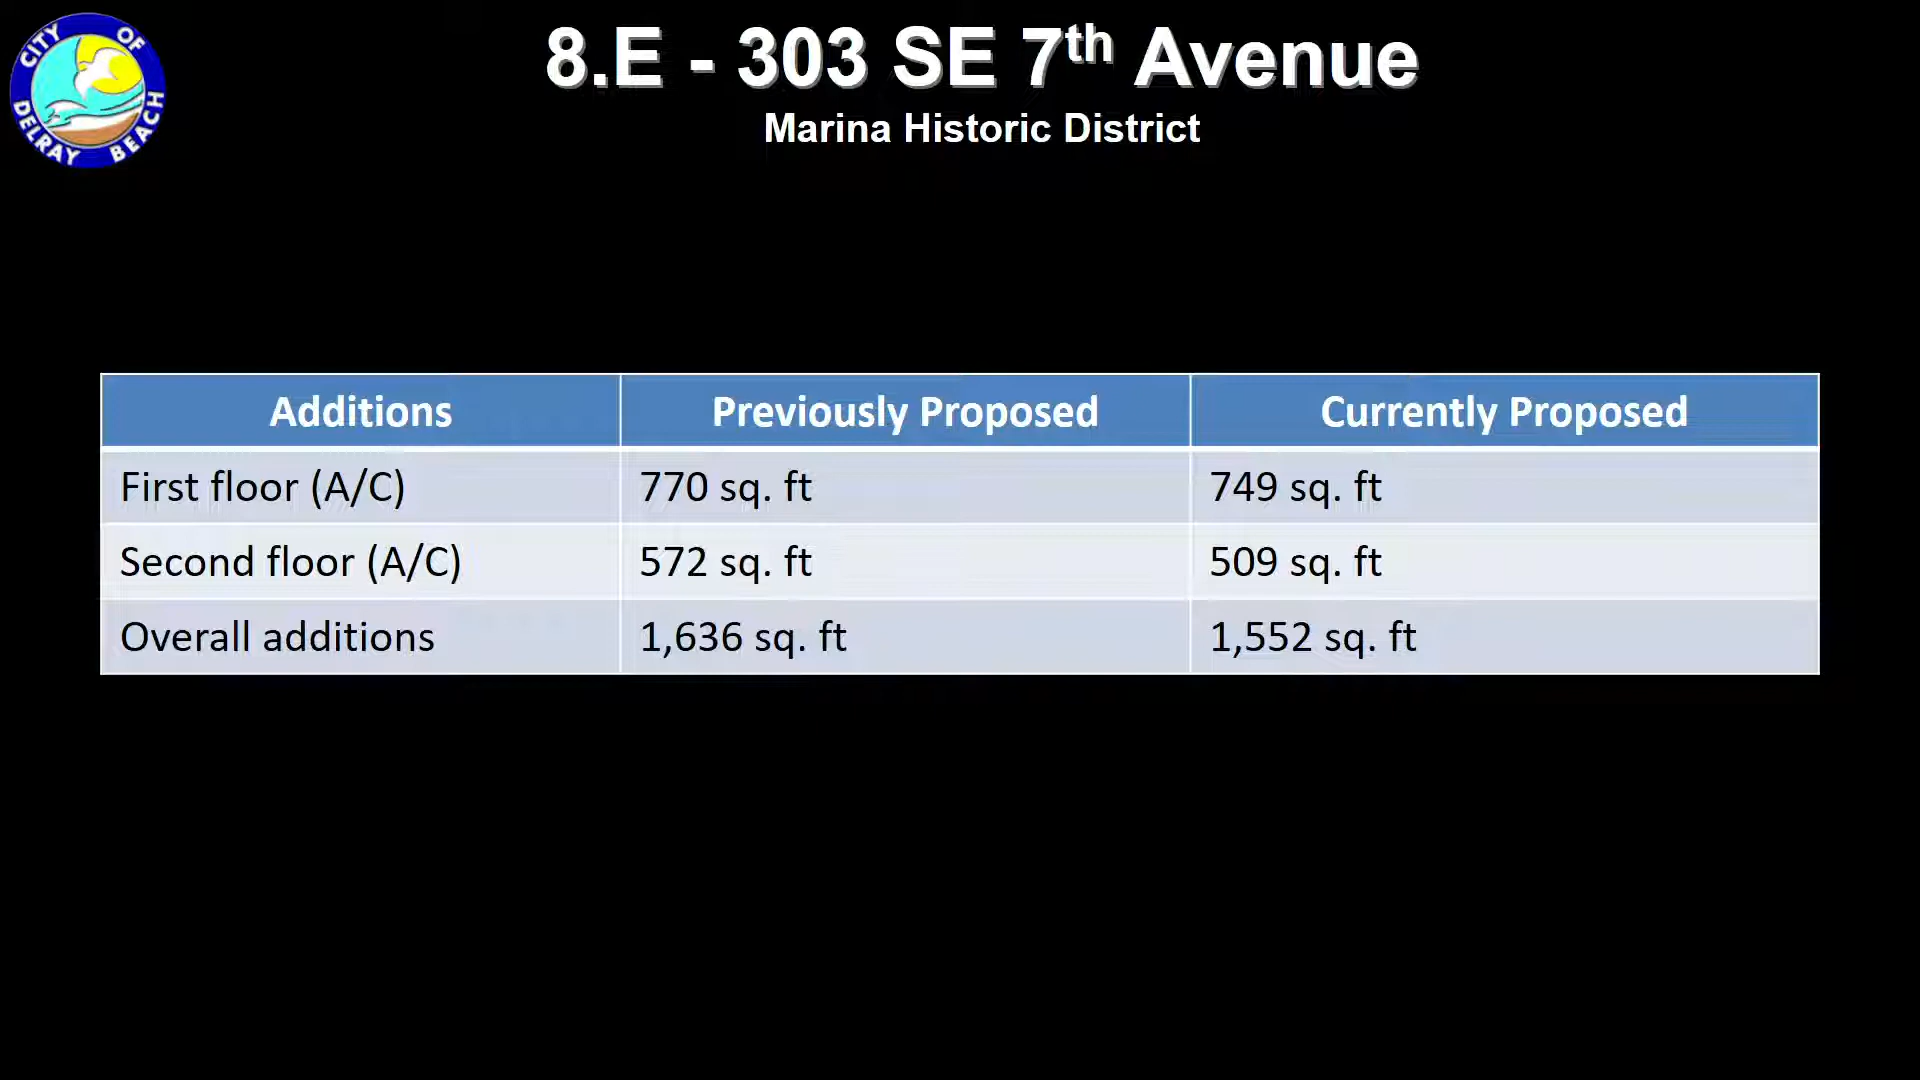 CITY OF DELRAY BEACH
8.E - 303 SE 7th Avenue
Marina Historic District
Additions Previously Proposed Currently Proposed
First floor (A/C) 770 sq. ft 749 sq. ft
Second floor (A/C) 572 sq. ft 509 sq. ft
Overall additions 1,636 sq. ft 1,552 sq. ft